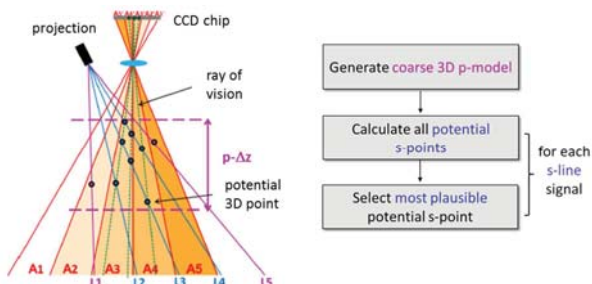 projection
CCD chip
ray of
vision
p-Δz
potential
3D point
A1 A2 A3 A4 A5
L1 L2 L3 L4 L5
Generate coarse 3D p-model
Calculate all potential
s-points
Select most plausible
potential s-point
for each
s-line
signal